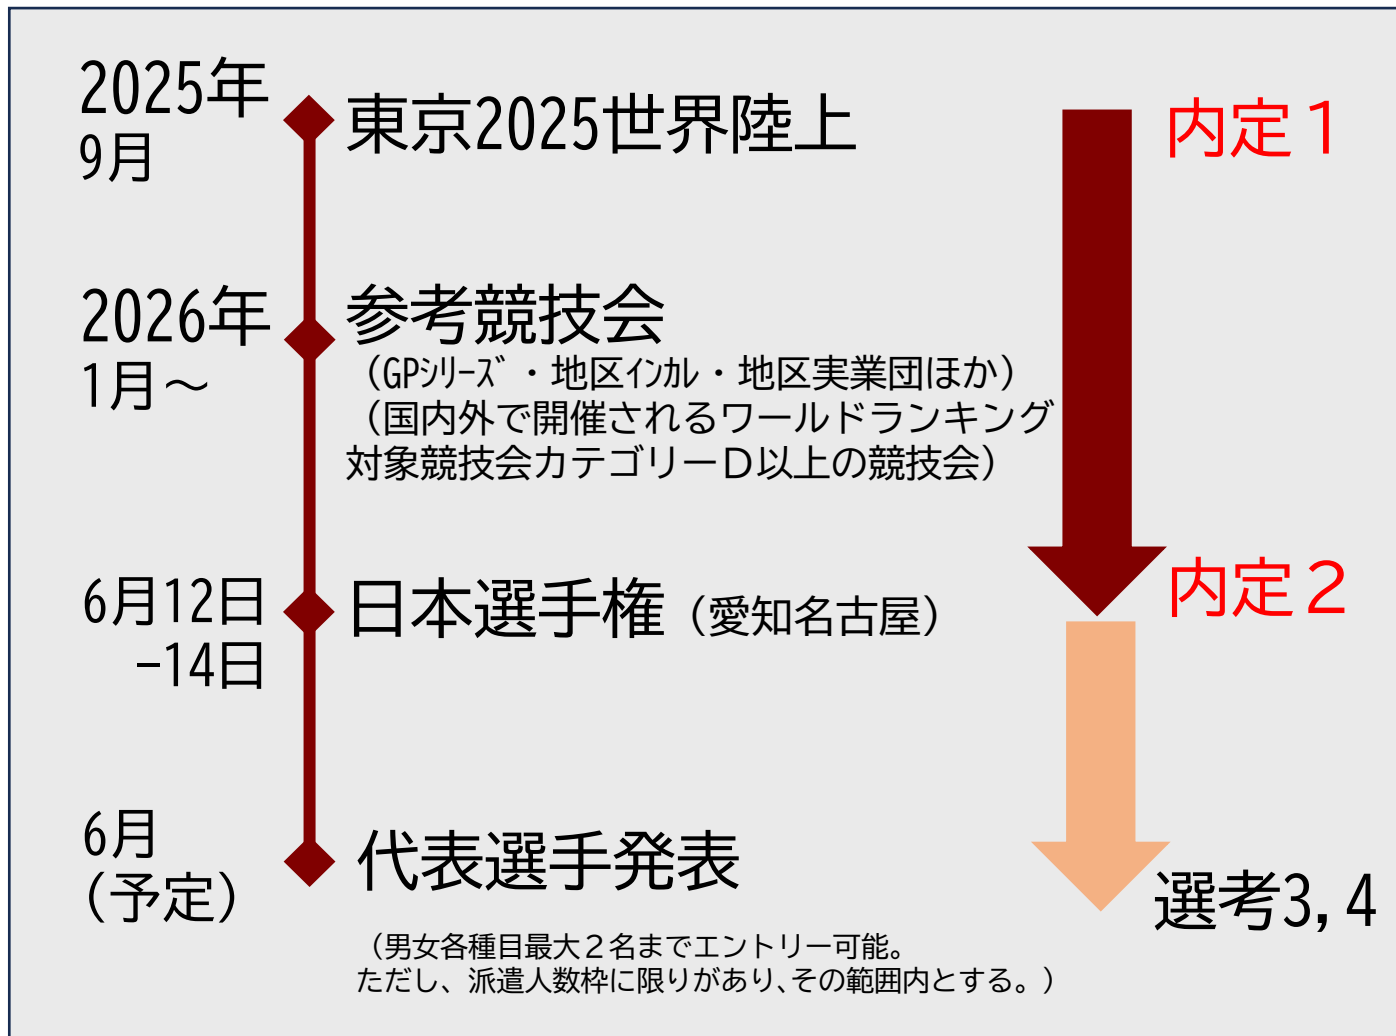 2025年
9月
東京2025世界陸上
内定１
2026年
1月～
参考競技会
（GPｼﾘｰｽﾞ・地区ｲﾝｶﾚ・地区実業団ほか）
（国内外で開催されるワールドランキング
対象競技会カテゴリーＤ以上の競技会）
6月12日
-14日
日本選手権（愛知名古屋）
内定２
6月
（予定）
代表選手発表
選考3,4
（男女各種目最大２名までエントリー可能。
ただし、派遣人数枠に限りがあり､その範囲内とする。）